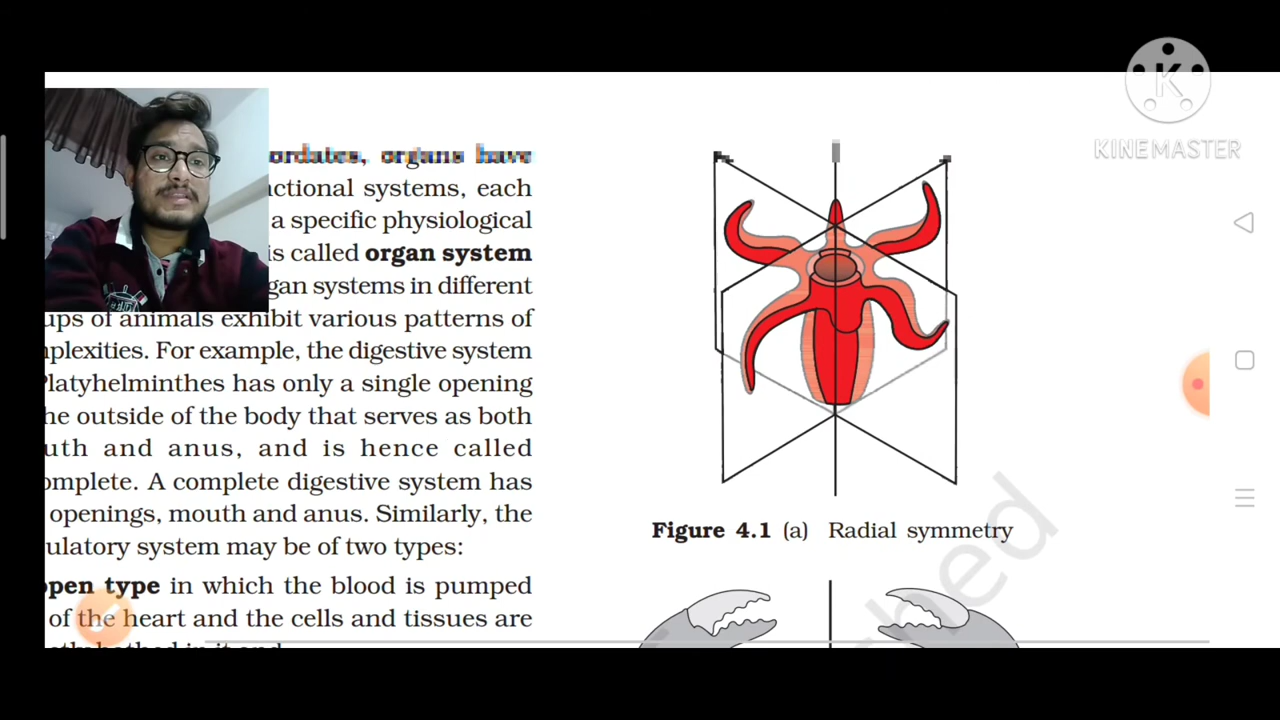 ordates, organs have
nctional systems, each
a specific physiological
is called organ system
gan systems in different
ups of animals exhibit various patterns of
nplexities. For example, the digestive system
Platyhelminthes has only a single opening
he outside of the body that serves as both
uth and anus, and is hence called
omplete. A complete digestive system has
openings, mouth and anus. Similarly, the
ulatory system may be of two types:
open type in which the blood is pumped
of the heart and the cells and tissues are
KINEMASTER
Figure 4.1 (a) Radial symmetry
hed